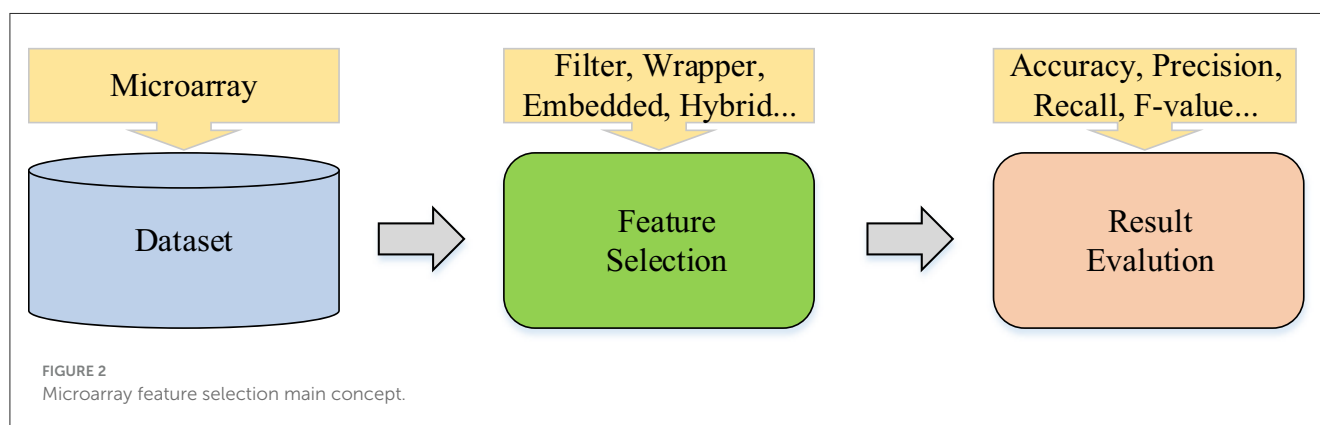 Microarray
Filter, Wrapper,
Embedded, Hybrid...
Accuracy, Precision,
Recall, F-value...
Dataset
Feature
Selection
Result
Evalution
FIGURE 2
Microarray feature selection main concept.